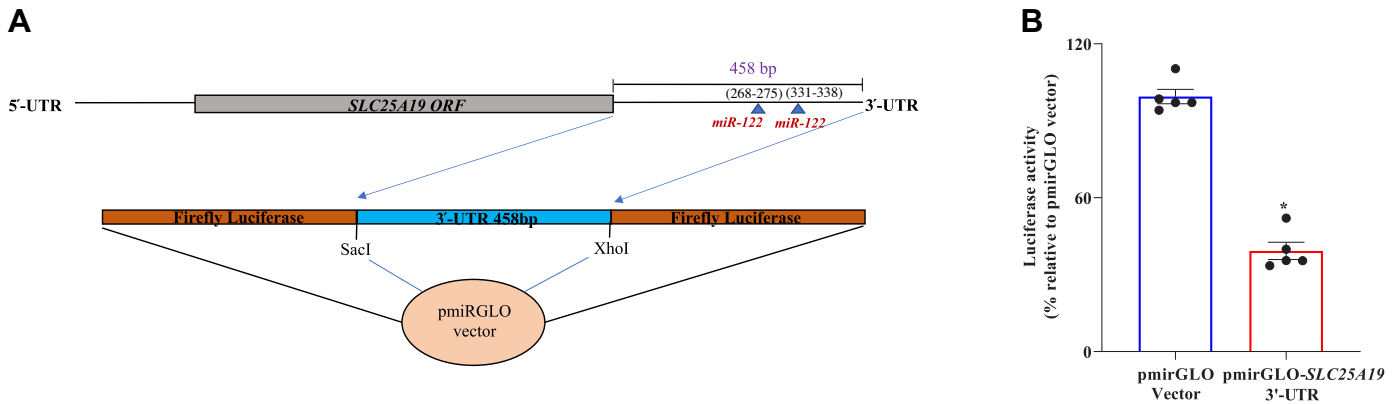 A
458 bp
(268-275) (331-338)
5′-UTR
SLC25A19 ORF
3′-UTR
miR-122 miR-122
Firefly Luciferase
3′-UTR 458bp
Firefly Luciferase
SacI
XhoI
pmiRGLO
vector
B
Luciferase activity
(% relative to pmirGLO vector)
120
60
0
*
pmirGLO
Vector
pmirGLO-SLC25A19
3'-UTR